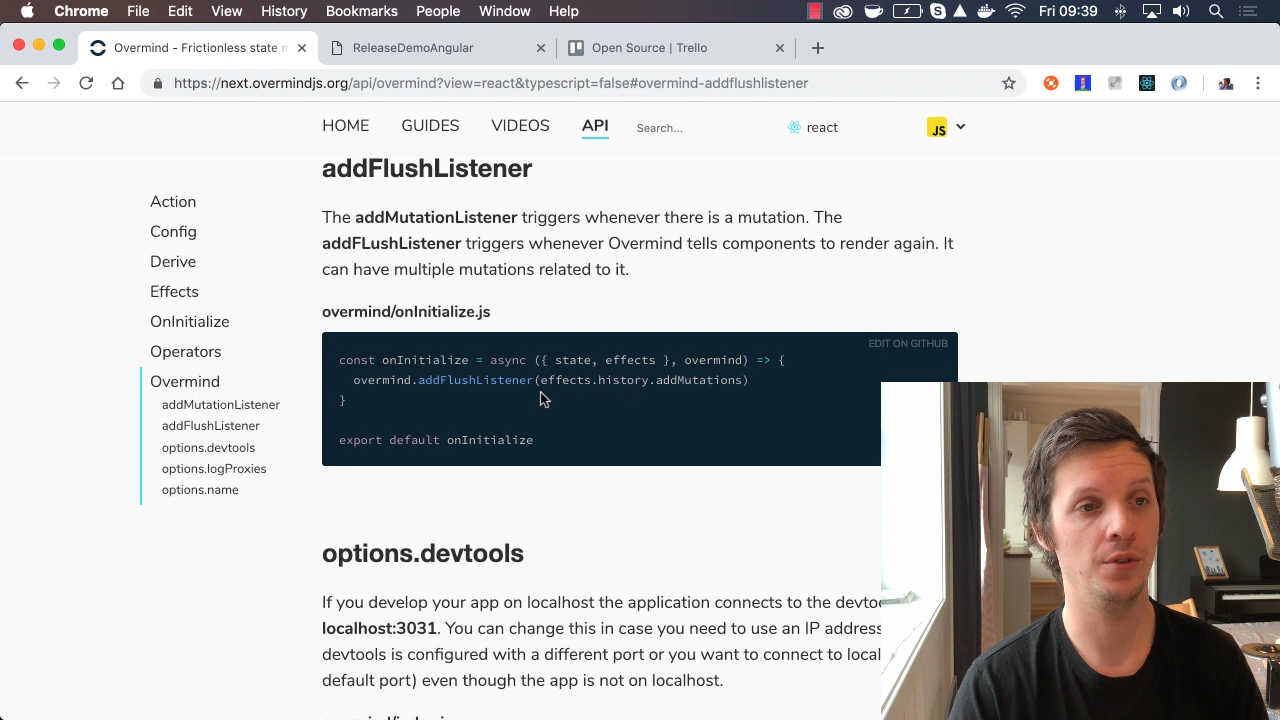 Chrome File Edit View History Bookmarks People Window Help Fri 09:39
Overmind - Frictionless state n
ReleaseDemoAngular
Open Source | Trello
https://next.overmindjs.org/api/overmind?view=react&typescript=false#overmind-addflushlistener
HOME GUIDES VIDEOS API Search... react JS
Action
Config
Derive
Effects
OnInitialize
Operators
Overmind
addMutationListener
addFlushListener
options.devtools
options.logProxies
options.name
addFlushListener
The addMutationListener triggers whenever there is a mutation. The
addFLushListener triggers whenever Overmind tells components to render again. It
can have multiple mutations related to it.
overmind/onInitialize.js
EDIT ON GITHUB
const onInitialize = async ({ state, effects }, overmind) => {
overmind.addFlushListener(effects.history.addMutations)
}
export default onInitialize
options.devtools
If you develop your app on localhost the application connects to the devto
localhost:3031. You can change this in case you need to use an IP address
devtools is configured with a different port or you want to connect to local
default port) even though the app is not on localhost.